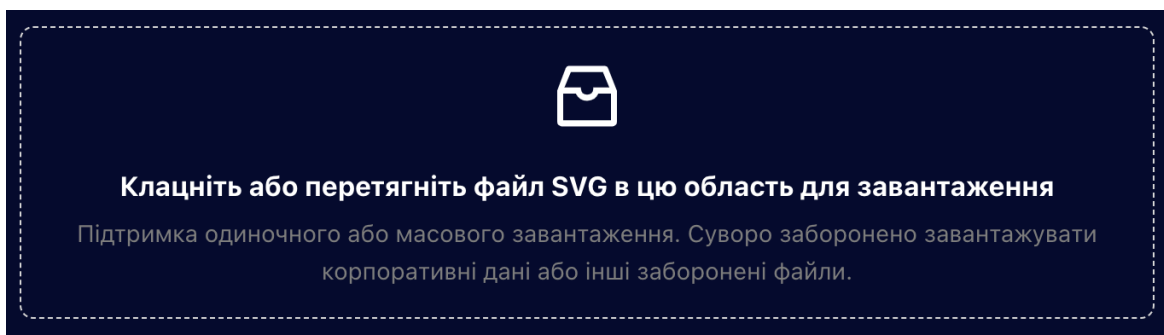 Клацніть або перетягніть файл SVG в цю область для завантаження
Підтримка одиночного або масового завантаження. Суворо заборонено завантажувати
корпоративні дані або інші заборонені файли.